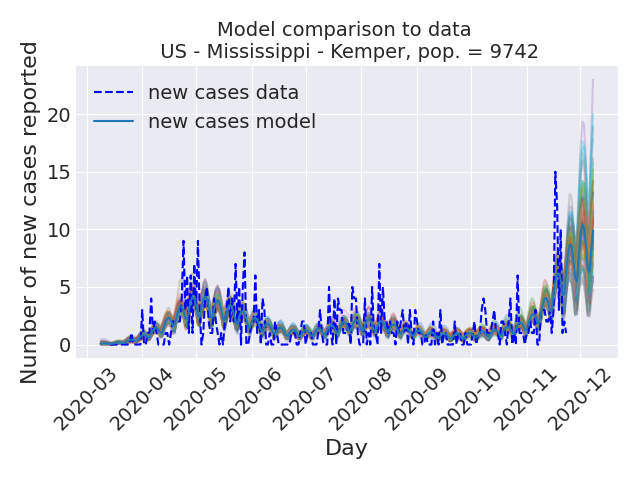 Model comparison to data
US - Mississippi - Kemper, pop. = 9742
Number of new cases reported
20
15
10
5
0
new cases data
new cases model
2020-03
2020-04
2020-05
2020-06
2020-07
2020-08
2020-09
2020-10
2020-11
2020-12
Day